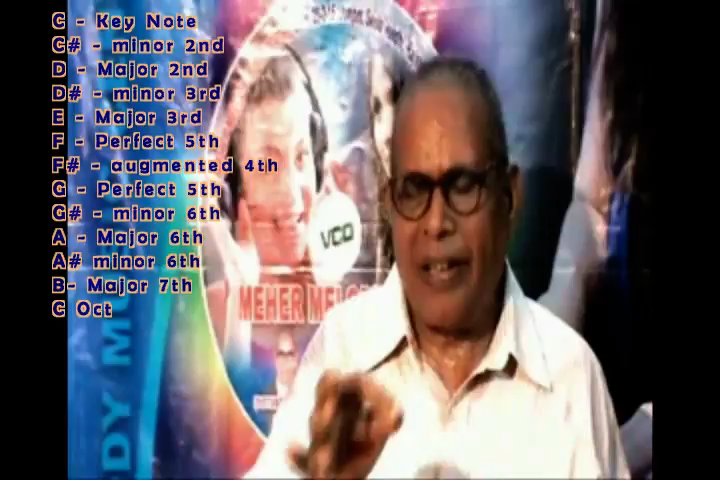 C - Key Note
C# - minor 2nd
D - Major 2nd
D# - minor 3rd
E - Major 3rd
F - Perfect 5th
F# - augmented 4th
G - Perfect 5th
G# - minor 6th
A - Major 6th
A# minor 6th
B- Major 7th
C Oct
VCD
MEHER
DY M